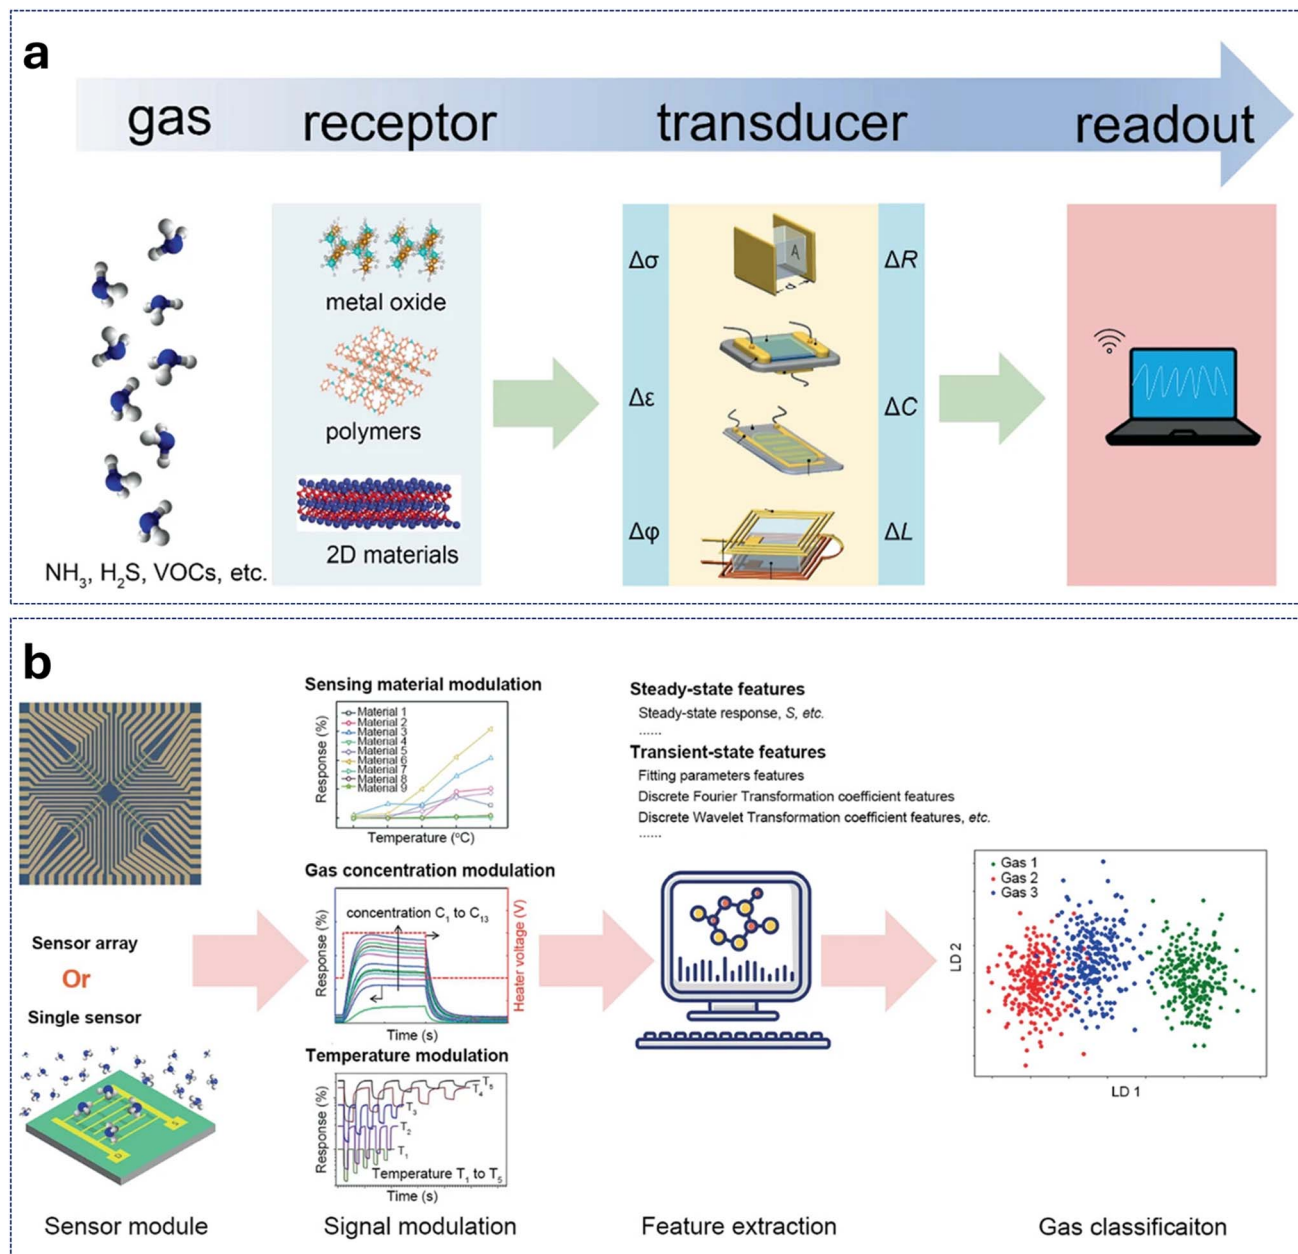 a
gas receptor transducer readout
metal oxide
polymers
2D materials
NH3, H2S, VOCs, etc.
Δσ
Δε
Δφ
A
d
ΔR
ΔC
ΔL
b
Sensor array
Or
Single sensor
S
D
Sensor module
Sensing material modulation
Response (%)
Material 1
Material 2
Material 3
Material 4
Material 5
Material 6
Material 7
Material 8
Material 9
Temperature (°C)
Gas concentration modulation
Response (%)
concentration C1 to C13
Heater voltage (V)
Time (s)
Temperature modulation
Response (%)
T5
T4
T3
T2
T1
Temperature T1 to T5
Time (s)
Signal modulation
Steady-state features
Steady-state response, S, etc.
......
Transient-state features
Fitting parameters features
Discrete Fourier Transformation coefficient features
Discrete Wavelet Transformation coefficient features, etc.
......
Feature extraction
Gas 1
Gas 2
Gas 3
LD 2
LD 1
Gas classificaiton